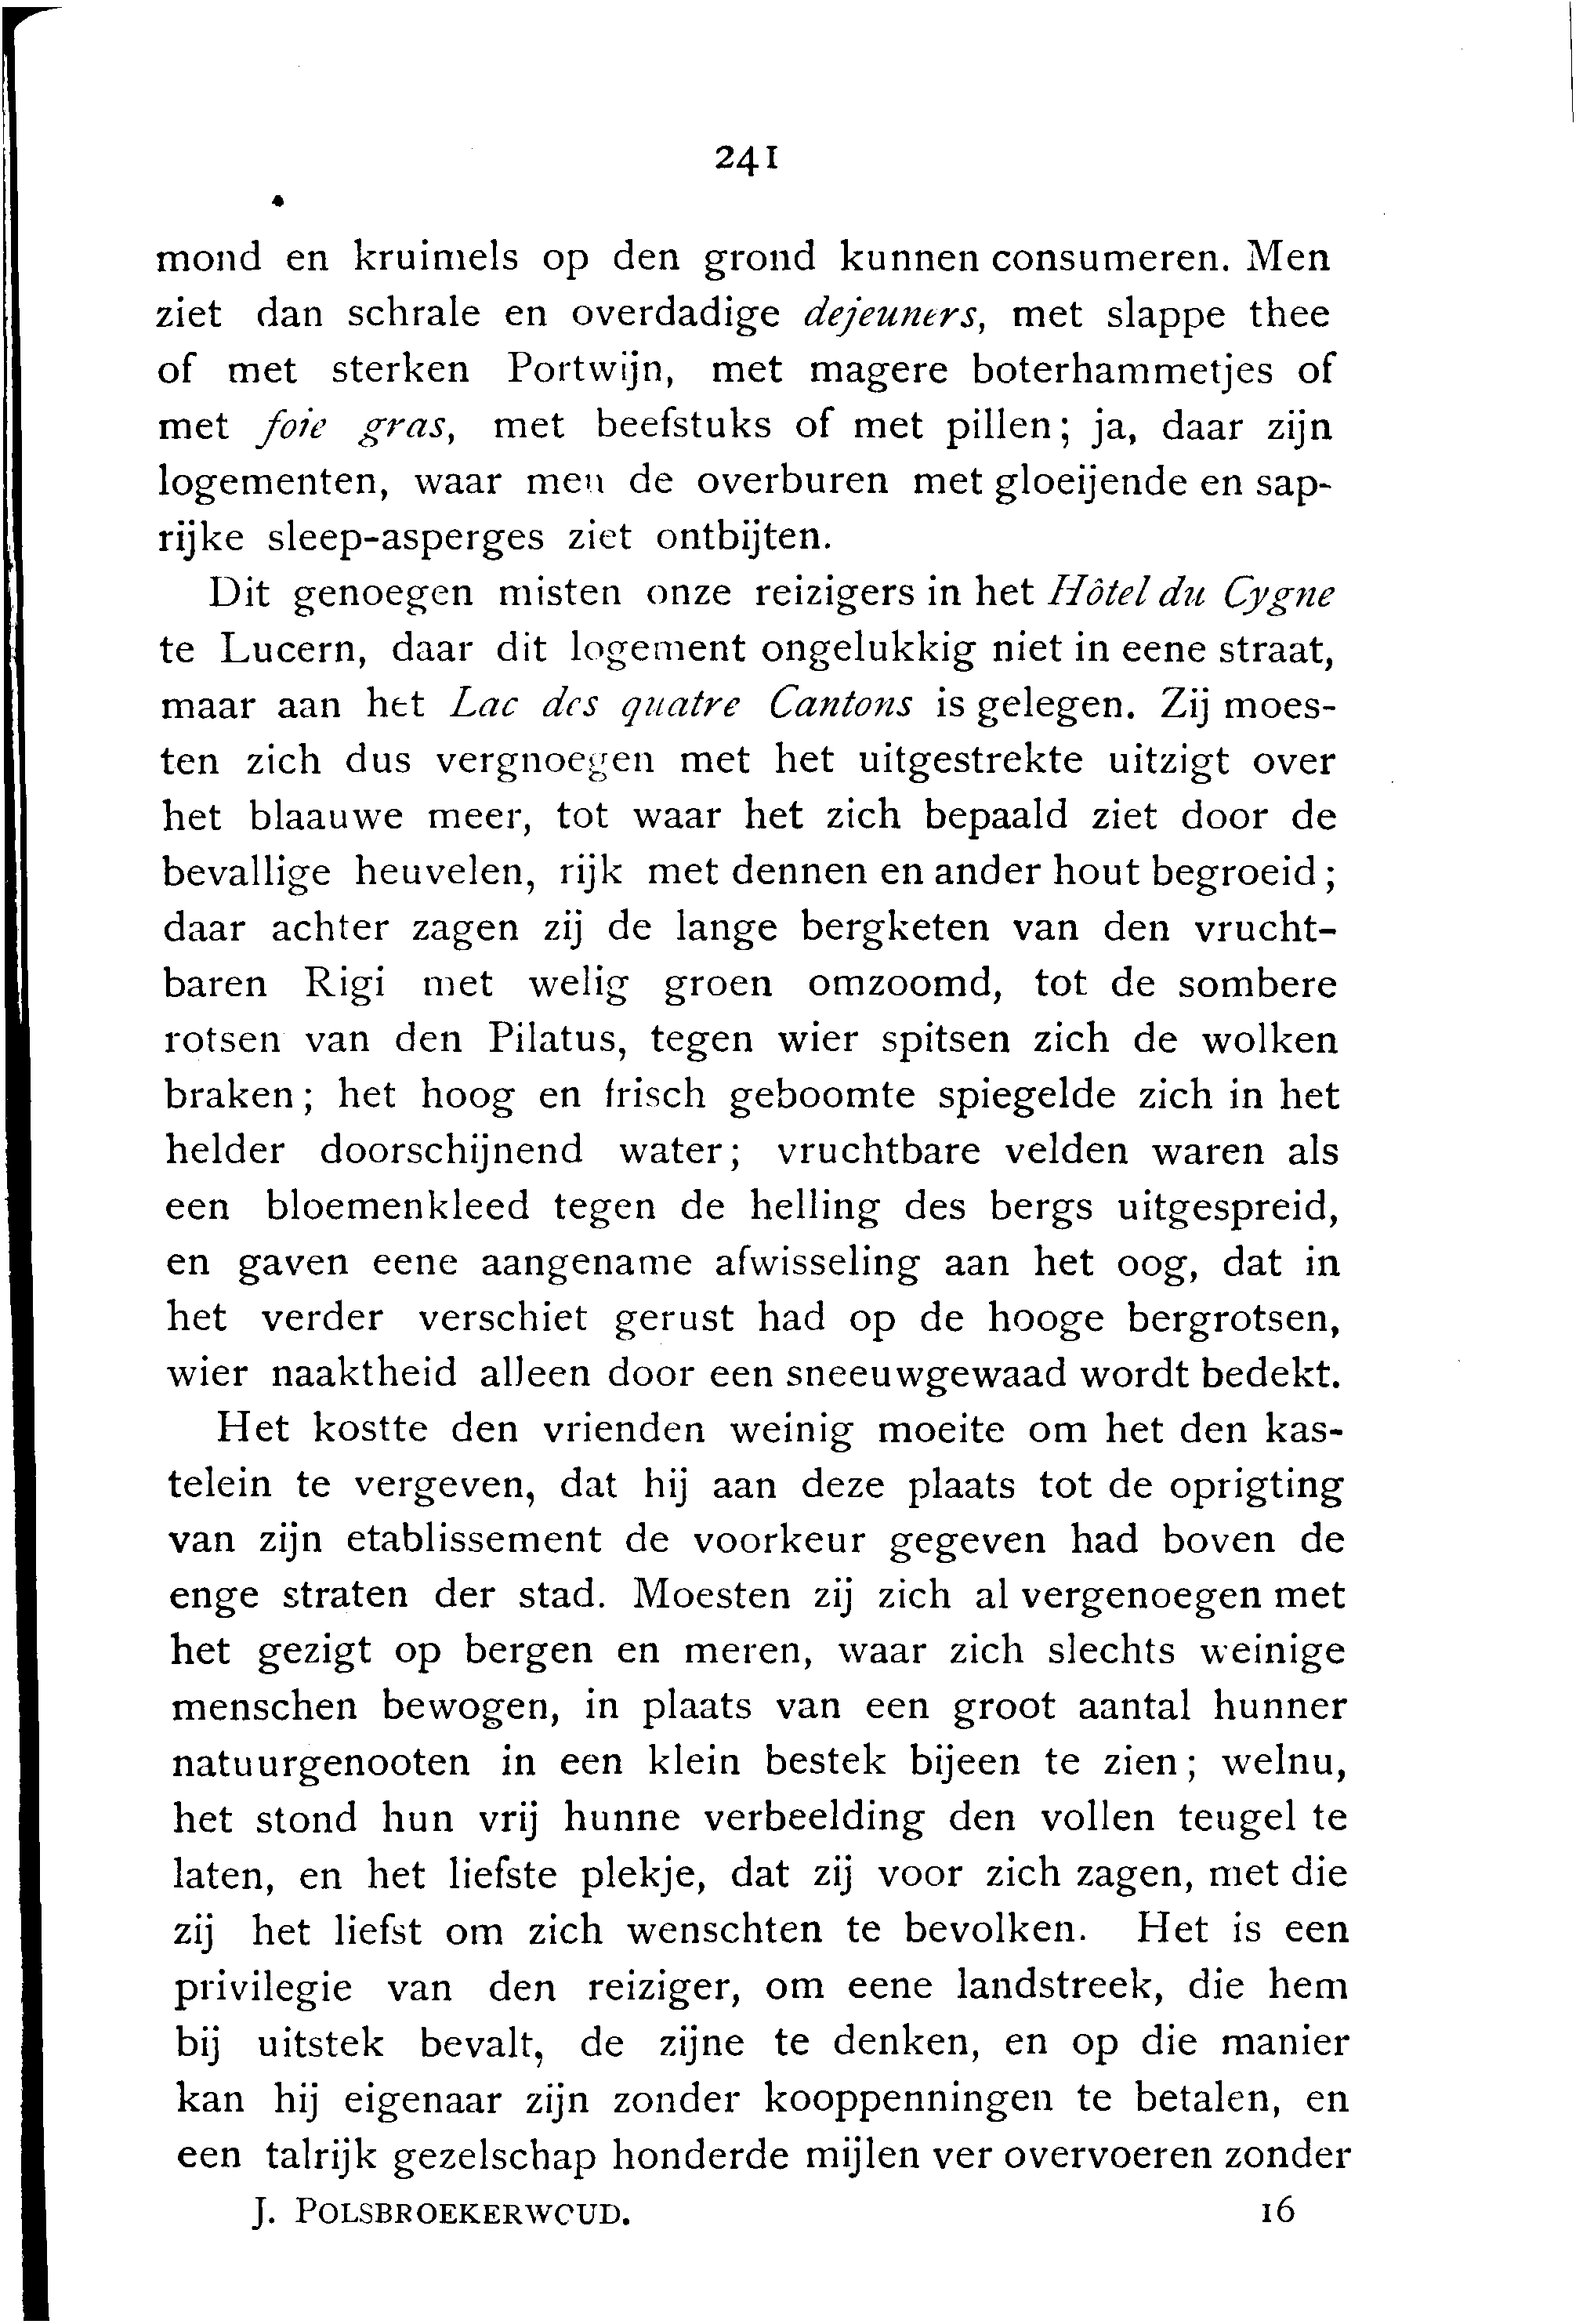 241
mond en kruimels op den grond kunnen consumeren. Men
ziet dan schrale en overdadige dejeuners, met slappe thee
of met sterken Portwijn, met magere boterhammetjes of
met foie gras, met beefstuks of met pillen; ja, daar zijn
logementen, waar men de overburen met gloeijende en sap-
rijke sleep-asperges ziet ontbijten.
Dit genoegen misten onze reizigers in het Hôtel du Cygne
te Lucern, daar dit logement ongelukkig niet in eene straat,
maar aan het Lac des quatre Cantons is gelegen. Zij moes-
ten zich dus vergnoegen met het uitgestrekte uitzigt over
het blaauwe meer, tot waar het zich bepaald ziet door de
bevallige heuvelen, rijk met dennen en ander hout begroeid;
daar achter zagen zij de lange bergketen van den vrucht-
baren Rigi met welig groen omzoomd, tot de sombere
rotsen van den Pilatus, tegen wier spitsen zich de wolken
braken; het hoog en frisch geboomte spiegelde zich in het
helder doorschijnend water; vruchtbare velden waren als
een bloemenkleed tegen de helling des bergs uitgespreid,
en gaven eene aangename afwisseling aan het oog, dat in
het verder verschiet gerust had op de hooge bergrotsen,
wier naaktheid alleen door een sneeuwgewaad wordt bedekt.
Het kostte den vrienden weinig moeite om het den kas-
telein te vergeven, dat hij aan deze plaats tot de oprigting
van zijn etablissement de voorkeur gegeven had boven de
enge straten der stad. Moesten zij zich al vergenoegen met
het gezigt op bergen en meren, waar zich slechts weinige
menschen bewogen, in plaats van een groot aantal hunner
natuurgenooten in een klein bestek bijeen te zien; welnu,
het stond hun vrij hunne verbeelding den vollen teugel te
laten, en het liefste plekje, dat zij voor zich zagen, met die
zij het liefst om zich wenschten te bevolken. Het is een
privilegie van den reiziger, om eene landstreek, die hem
bij uitstek bevalt, de zijne te denken, en op die manier
kan hij eigenaar zijn zonder kooppenningen te betalen, en
een talrijk gezelschap honderde mijlen ver overvoeren zonder
J. POLSBROEKERWOUD. 16